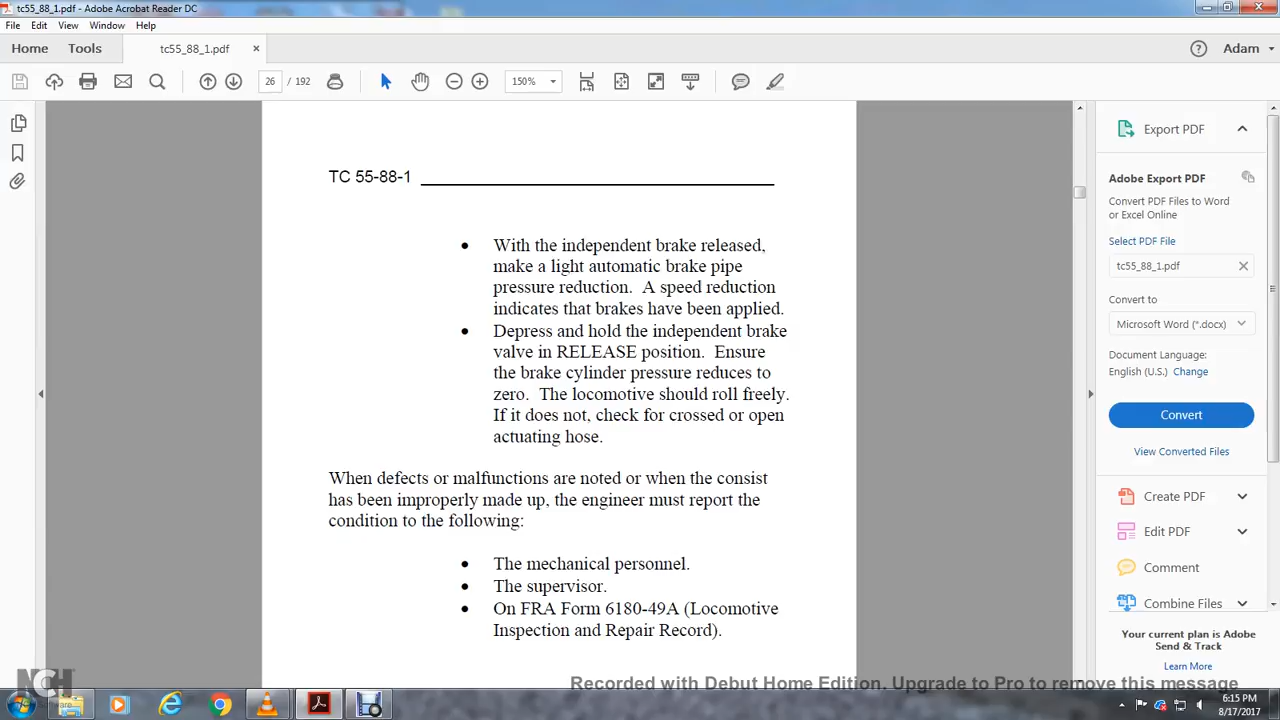 tc55_88_1.pdf - Adobe Acrobat Reader DC
File Edit View Window Help
Home Tools tc55_88_1.pdf × Adam
26 / 192 150%
Export PDF
TC 55-88-1
Adobe Export PDF
Convert PDF Files to Word
or Excel Online
Select PDF File
tc55_88_1.pdf
Convert to
Microsoft Word (*.docx)
Document Language:
English (U.S.) Change
Convert
View Converted Files
Create PDF
Edit PDF
Comment
Combine Files
Your current plan is Adobe
Send & Track
Learn More
• With the independent brake released,
make a light automatic brake pipe
pressure reduction. A speed reduction
indicates that brakes have been applied.
• Depress and hold the independent brake
valve in RELEASE position. Ensure
the brake cylinder pressure reduces to
zero. The locomotive should roll freely.
If it does not, check for crossed or open
actuating hose.
When defects or malfunctions are noted or when the consist
has been improperly made up, the engineer must report the
condition to the following:
• The mechanical personnel.
• The supervisor.
• On FRA Form 6180-49A (Locomotive
Inspection and Repair Record).
NCH
Software
Recorded with Debut Home Edition. Upgrade to Pro to remove this message
6:15 PM
8/17/2017